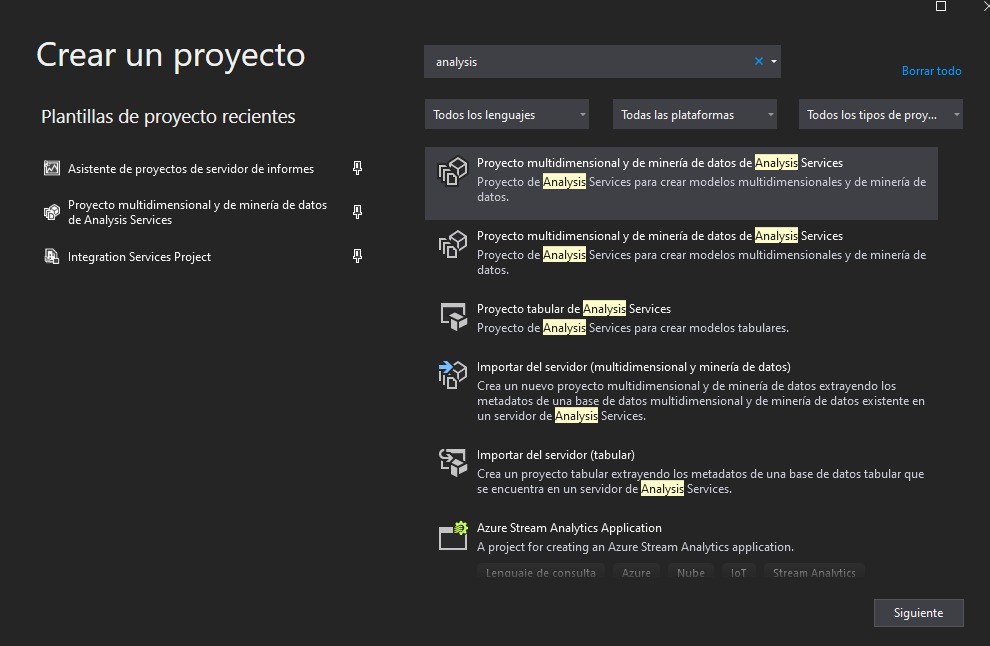 Crear un proyecto
Plantillas de proyecto recientes
Asistente de proyectos de servidor de informes
Proyecto multidimensional y de minería de datos
de Analysis Services
Integration Services Project
analysis
Borrar todo
Todos los lenguajes
Todas las plataformas
Todos los tipos de proy...
Proyecto multidimensional y de minería de datos de Analysis Services
Proyecto de Analysis Services para crear modelos multidimensionales y de minería de
datos.
Proyecto multidimensional y de minería de datos de Analysis Services
Proyecto de Analysis Services para crear modelos multidimensionales y de minería de
datos.
Proyecto tabular de Analysis Services
Proyecto de Analysis Services para crear modelos tabulares.
Importar del servidor (multidimensional y minería de datos)
Crea un nuevo proyecto multidimensional y de minería de datos extrayendo los
metadatos de una base de datos multidimensional y de minería de datos existente en
un servidor de Analysis Services.
Importar del servidor (tabular)
Crea un proyecto tabular extrayendo los metadatos de una base de datos tabular que
se encuentra en un servidor de Analysis Services.
Azure Stream Analytics Application
A project for creating an Azure Stream Analytics application.
Lenguaje de consulta
Azure
Nube
IoT
Stream Analytics
Siguiente